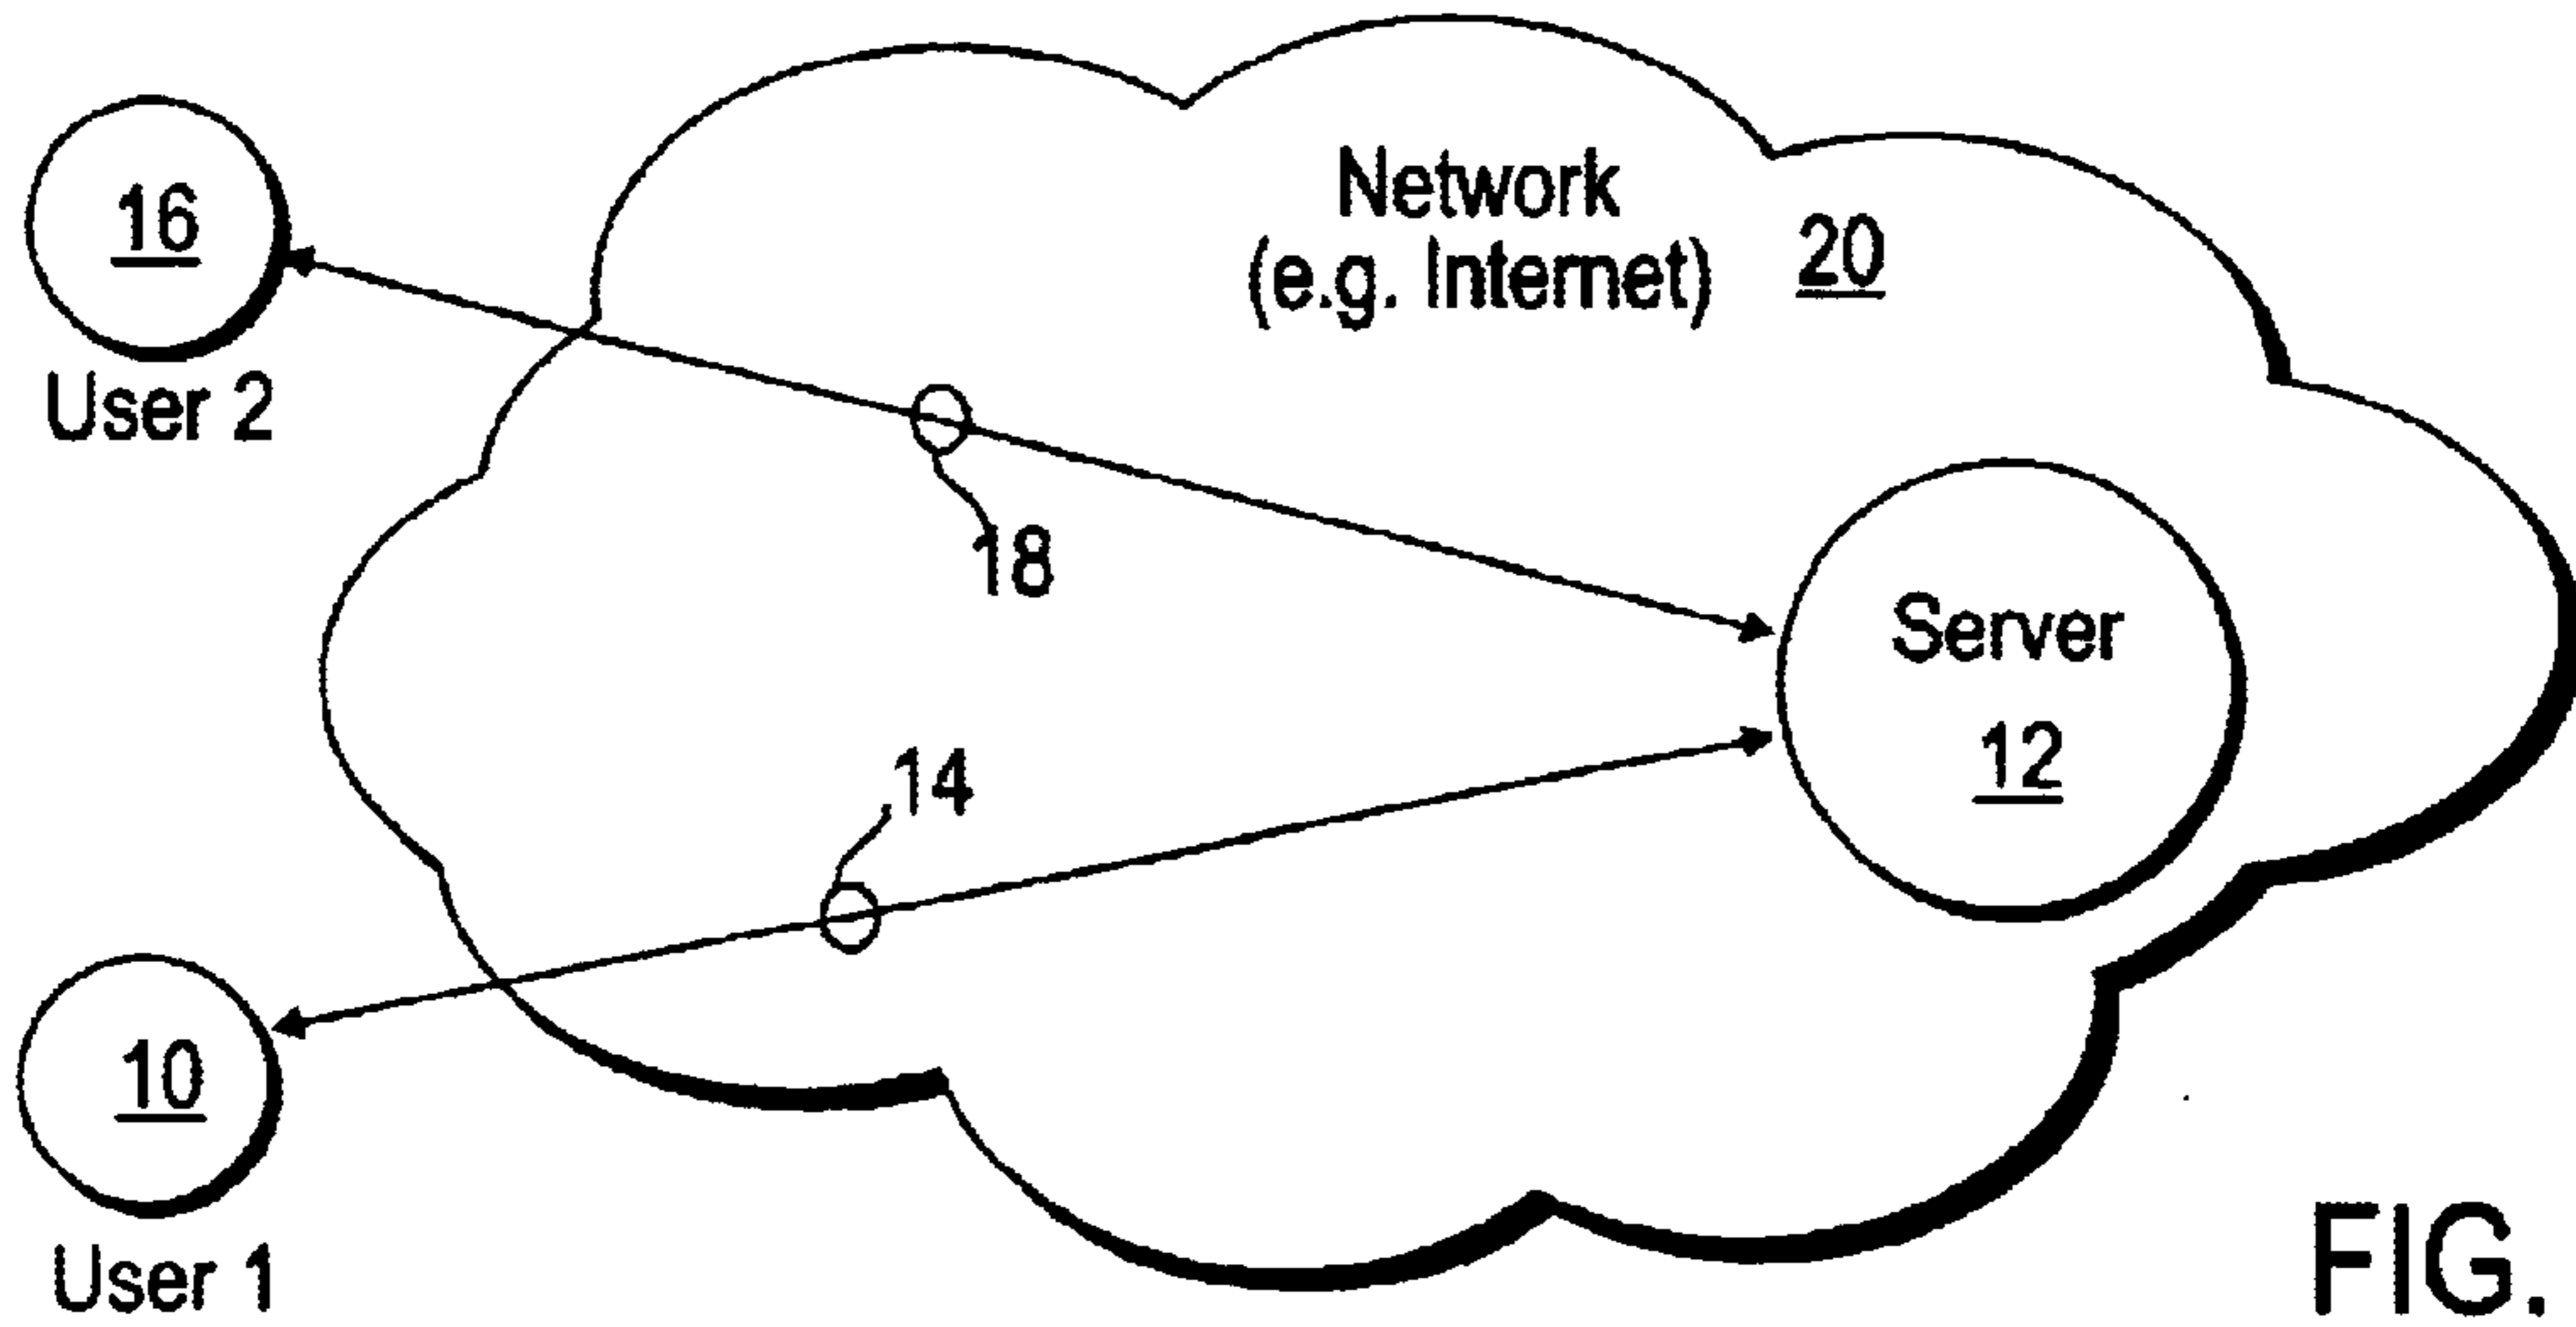 Network
(e.g. Internet)
20
16
User 2
18
Server
12
14
10
User 1
FIG.